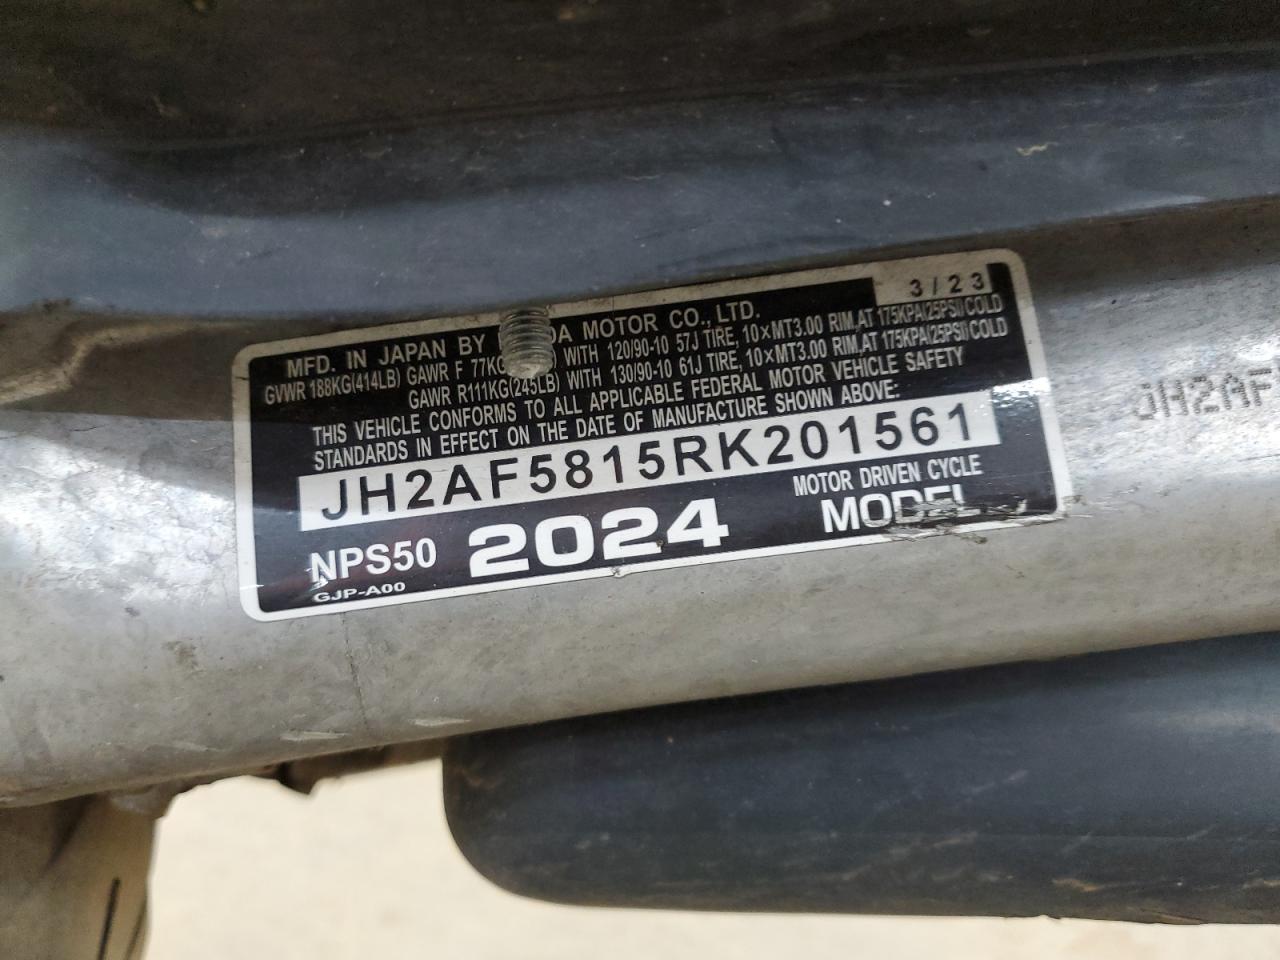 3/23
MFD. IN JAPAN BY DA MOTOR CO., LTD.
GVWR 188KG(414LB) GAWR F 77KG WITH 120/90-10 57J TIRE, 10×MT3.00 RIM,AT 175KPA(25PSI)COLD
GAWR R111KG(245LB) WITH 130/90-10 61J TIRE, 10×MT3.00 RIM,AT 175KPA(25PSI)COLD
THIS VEHICLE CONFORMS TO ALL APPLICABLE FEDERAL MOTOR VEHICLE SAFETY
STANDARDS IN EFFECT ON THE DATE OF MANUFACTURE SHOWN ABOVE:
JH2AF5815RK201561
MOTOR DRIVEN CYCLE
NPS50 2024 MODEL
GJP-A00
JH2AF